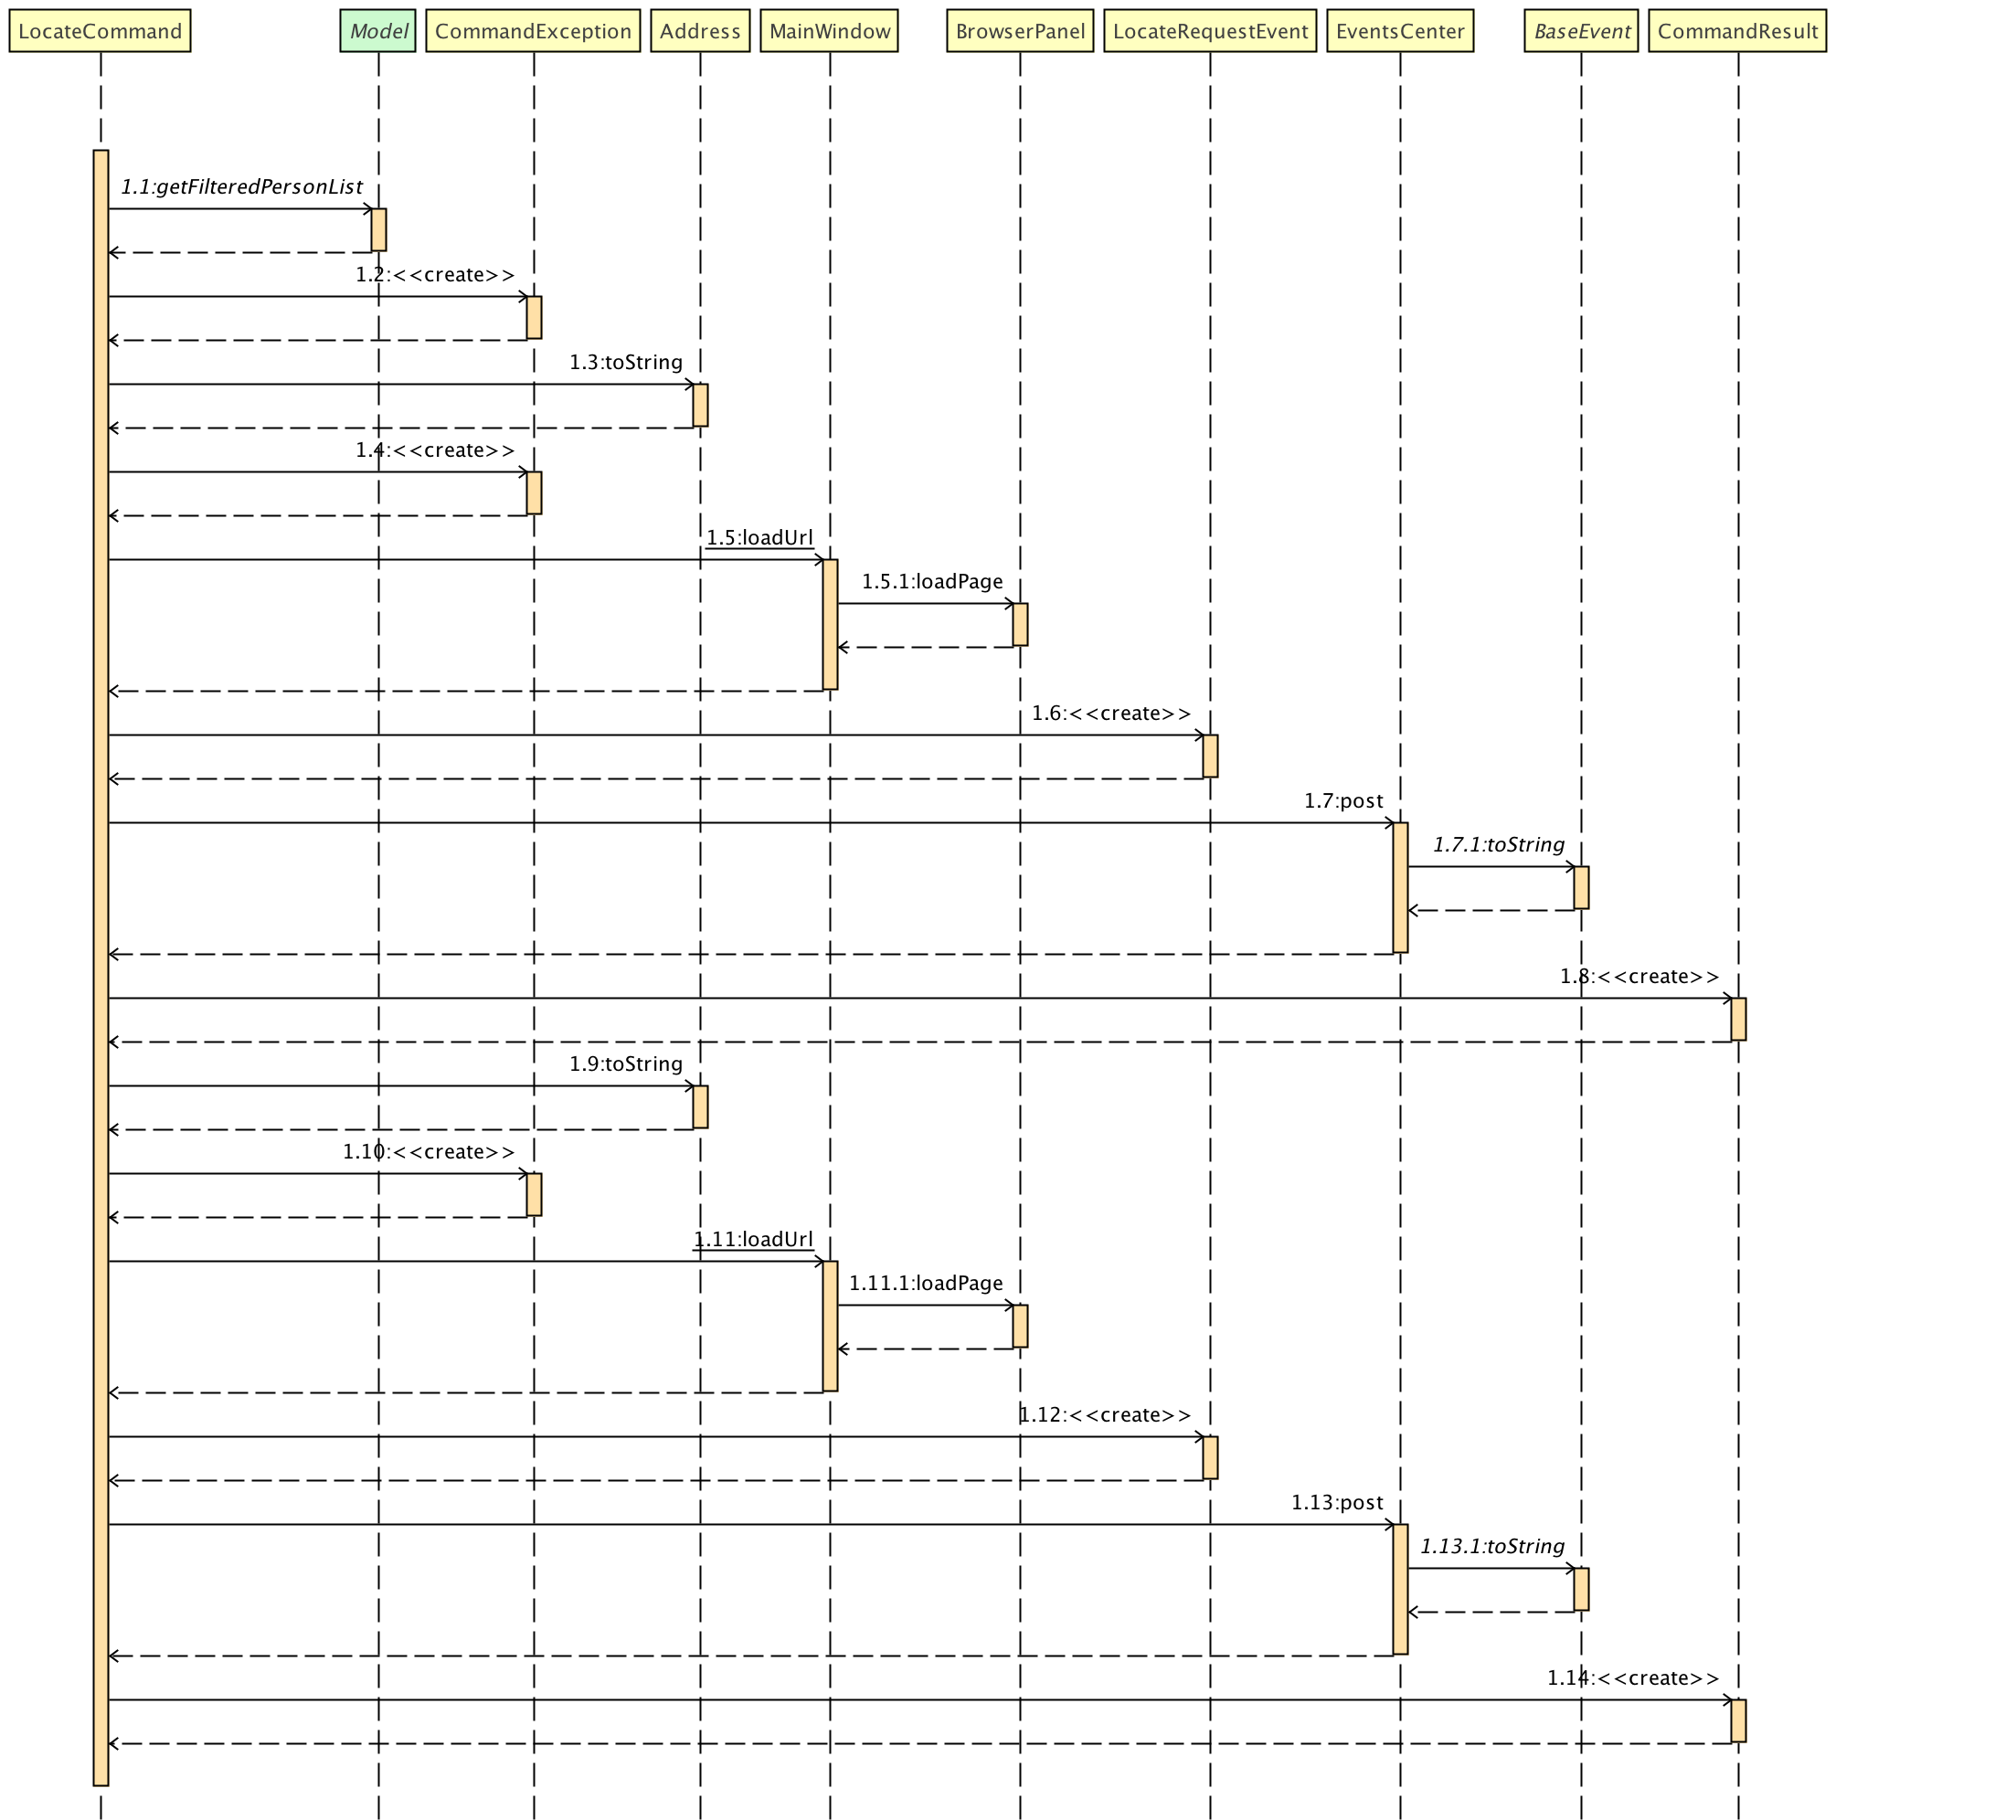 LocateCommand
Model
CommandException
Address
MainWindow
BrowserPanel
LocateRequestEvent
EventsCenter
BaseEvent
CommandResult
1.1:getFilteredPersonList
1.2:<<create>>
1.3:toString
1.4:<<create>>
1.5:loadUrl
1.5.1:loadPage
1.6:<<create>>
1.7:post
1.7.1:toString
1.8:<<create>>
1.9:toString
1.10:<<create>>
1.11:loadUrl
1.11.1:loadPage
1.12:<<create>>
1.13:post
1.13.1:toString
1.14:<<create>>